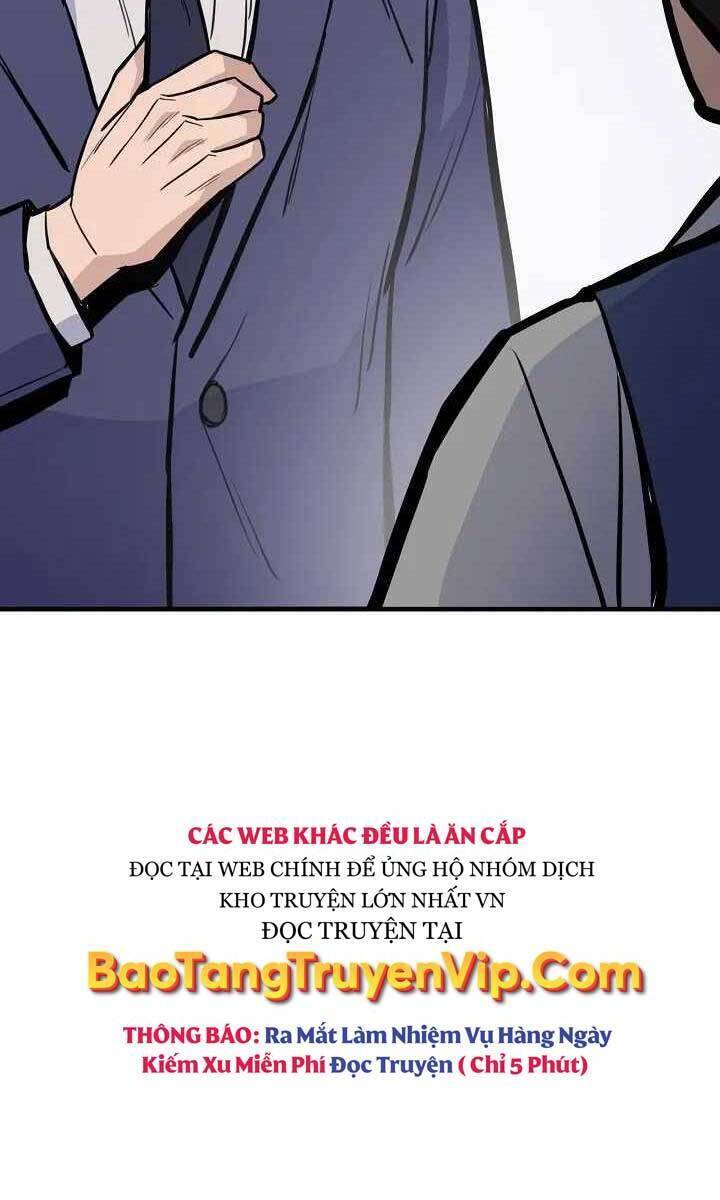 CÁC WEB KHÁC ĐỀU LÀ ĂN CẮP
ĐỌC TẠI WEB CHÍNH ĐỂ ỦNG HỘ NHÓM DỊCH
KHO TRUYỆN LỚN NHẤT VN
ĐỌC TRUYỆN TẠI
BaoTangTruyenVip.Com
THÔNG BÁO: Ra Mắt Làm Nhiệm Vụ Hàng Ngày
Kiếm Xu Miễn Phí Đọc Truyện ( Chỉ 5 Phút)